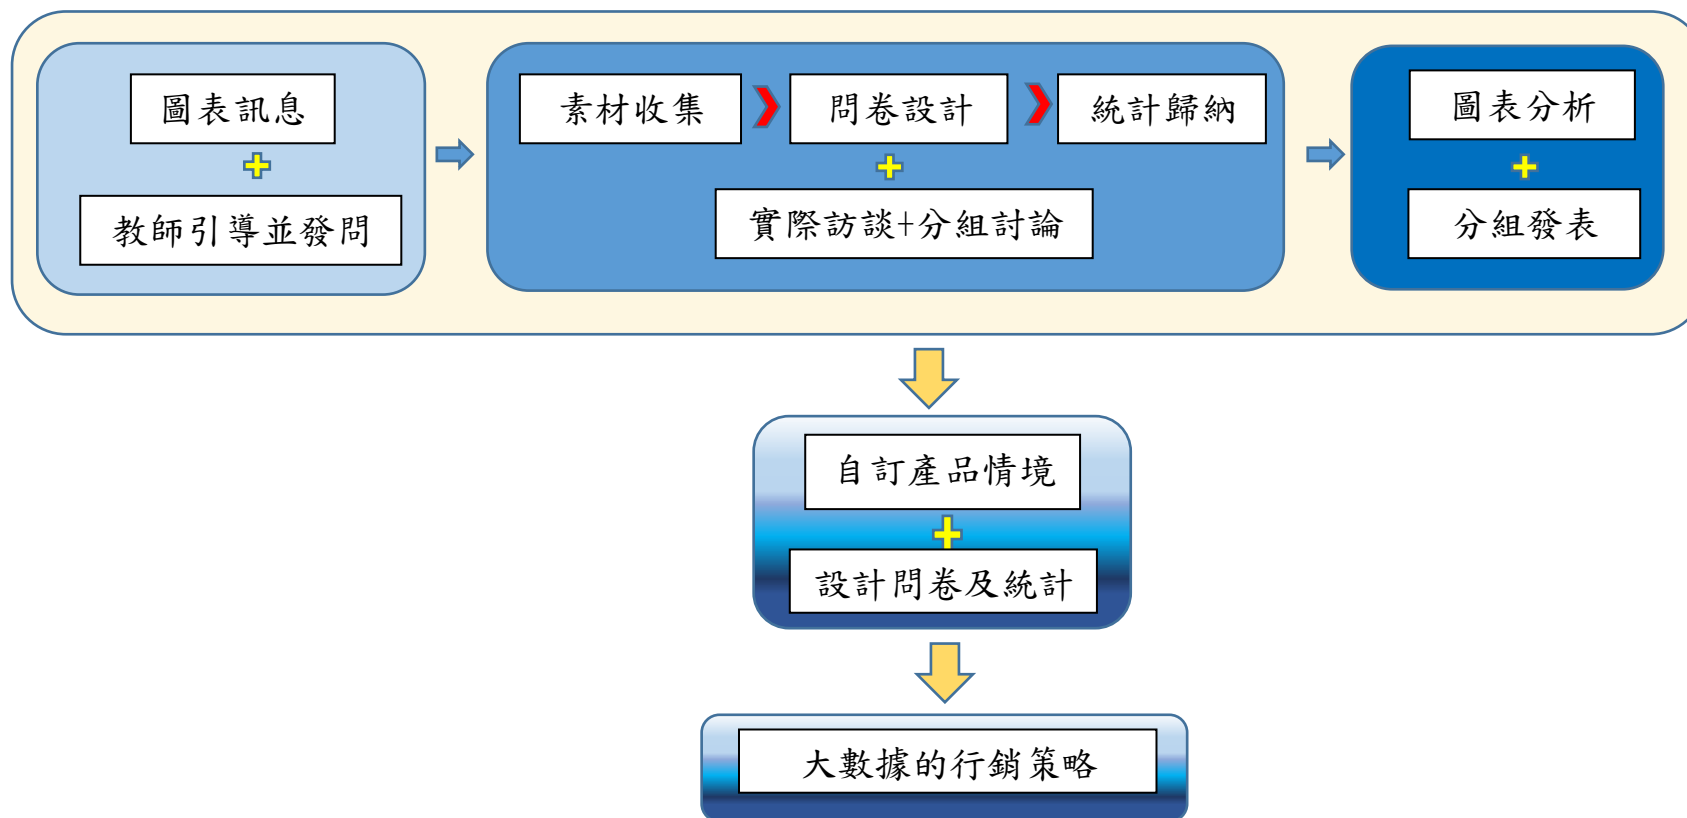 圖表訊息
教師引導並發問
素材收集
問卷設計
統計歸納
實際訪談+分組討論
圖表分析
分組發表
自訂產品情境
設計問卷及統計
大數據的行銷策略